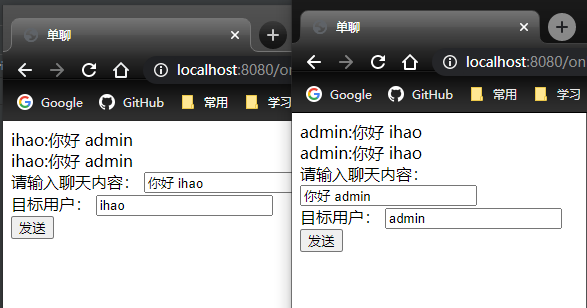 单聊
localhost:8080/on
Google GitHub 常用 学习
ihao:你好 admin
ihao:你好 admin
请输入聊天内容： 你好 ihao
目标用户： ihao
发送
单聊
localhost:8080/on
Google GitHub 常用 学习
admin:你好 ihao
admin:你好 ihao
请输入聊天内容：
你好 admin
目标用户： admin
发送